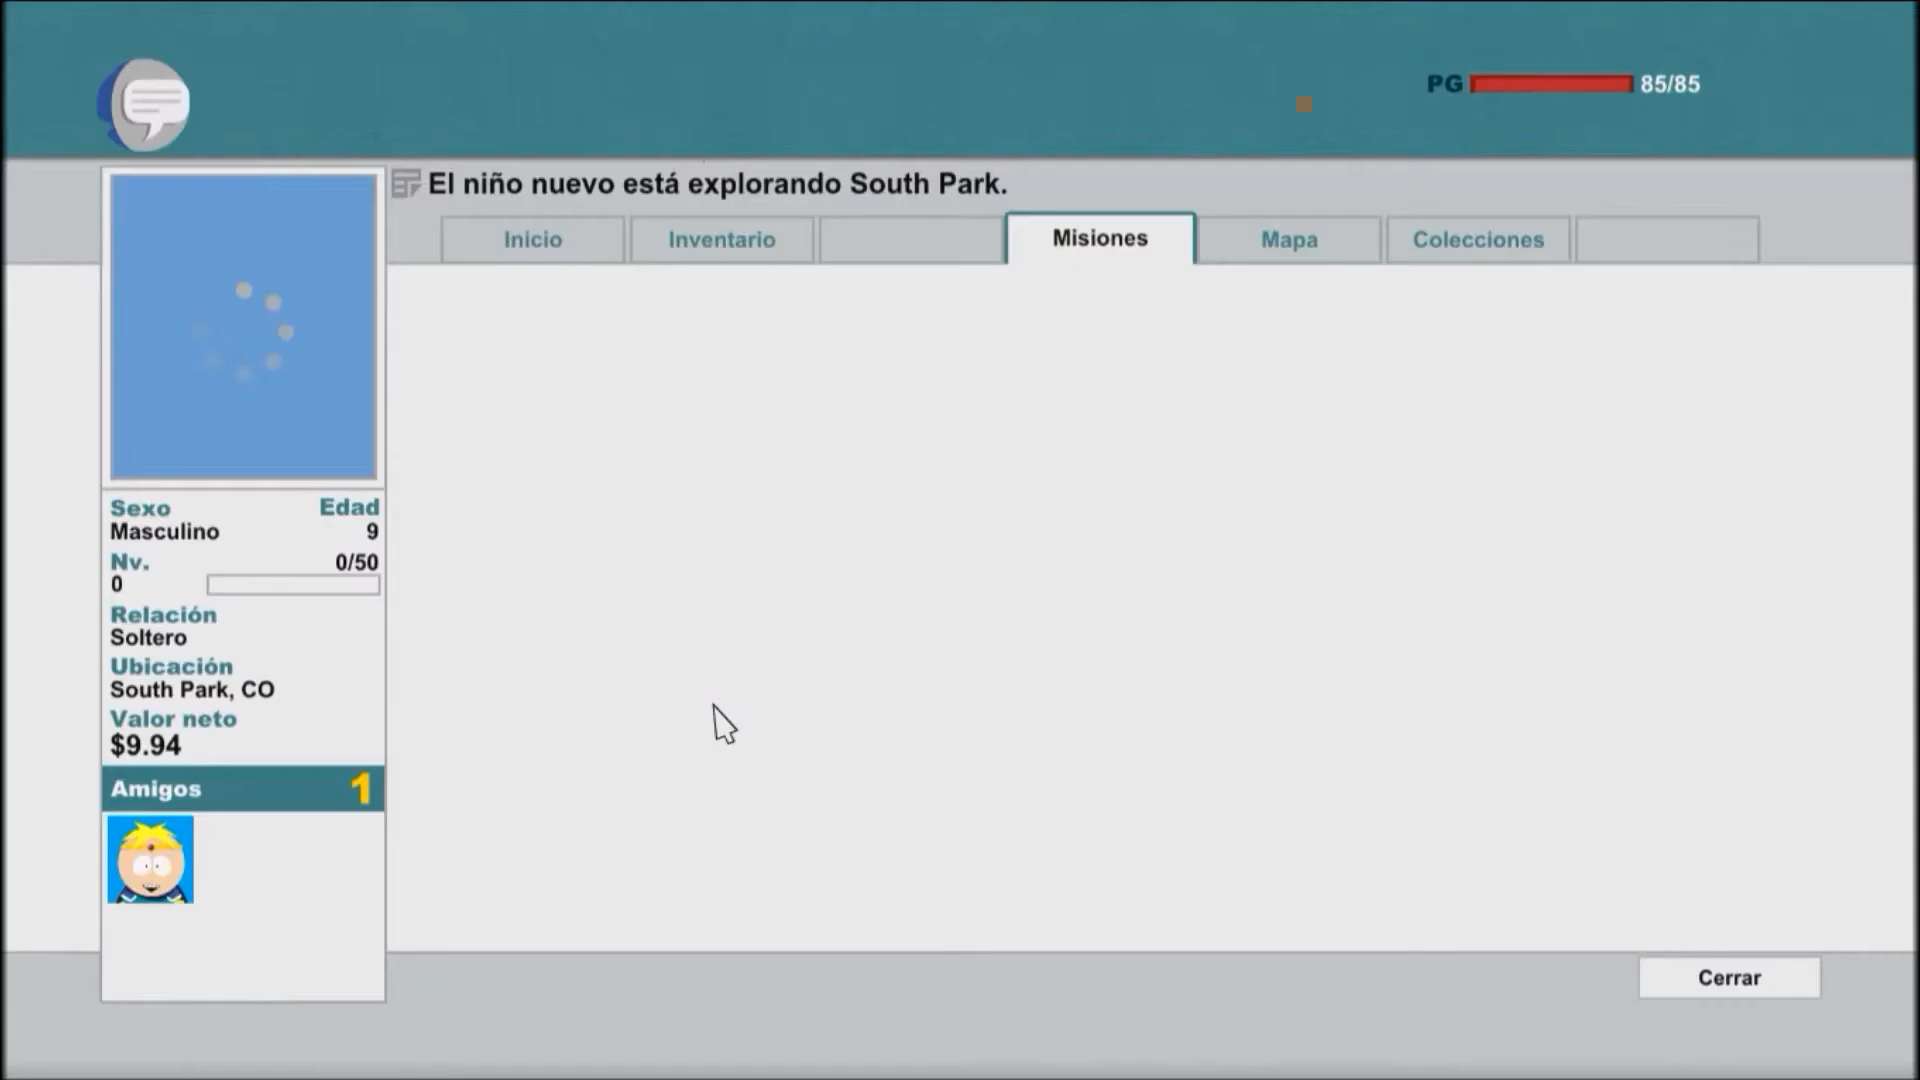 PG 85/85
El niño nuevo está explorando South Park.
Inicio Inventario Misiones Mapa Colecciones
Sexo Edad
Masculino 9
Nv. 0/50
0
Relación
Soltero
Ubicación
South Park, CO
Valor neto
$9.94
Amigos 1
Cerrar